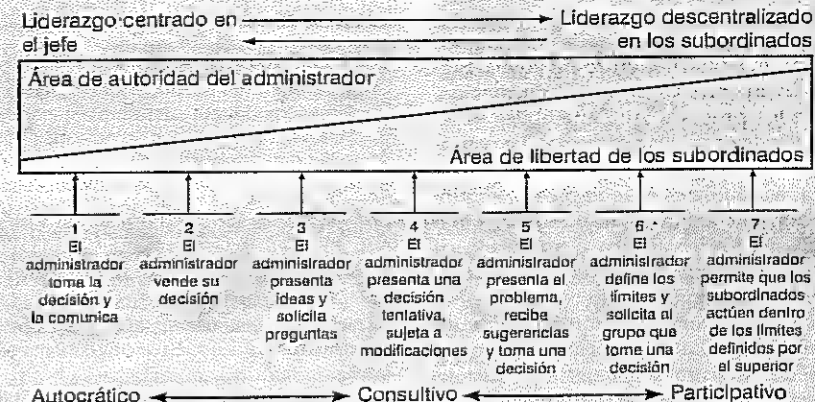 Liderazgo centrado en el jefe
Liderazgo descentralizado en los subordinados
Área de autoridad del administrador
Área de libertad de los subordinados
1
El
administrador
toma la
decisión y
la comunica
2
El
administrador
vende su
decisión
3
El
administrador
presenta
ideas y
solicita
preguntas
4
El
administrador
presenta una
decisión
tentativa,
sujeta a
modificaciones
5
El
administrador
presenta el
problema,
recibe
sugerencias
y toma una
decisión
6
El
administrador
define los
límites y
solicita al
grupo que
tome una
decisión
7
El
administrador
permite que los
subordinados
actúen dentro
de los límites
definidos por
el superior
Autocrático
Consultivo
Participativo